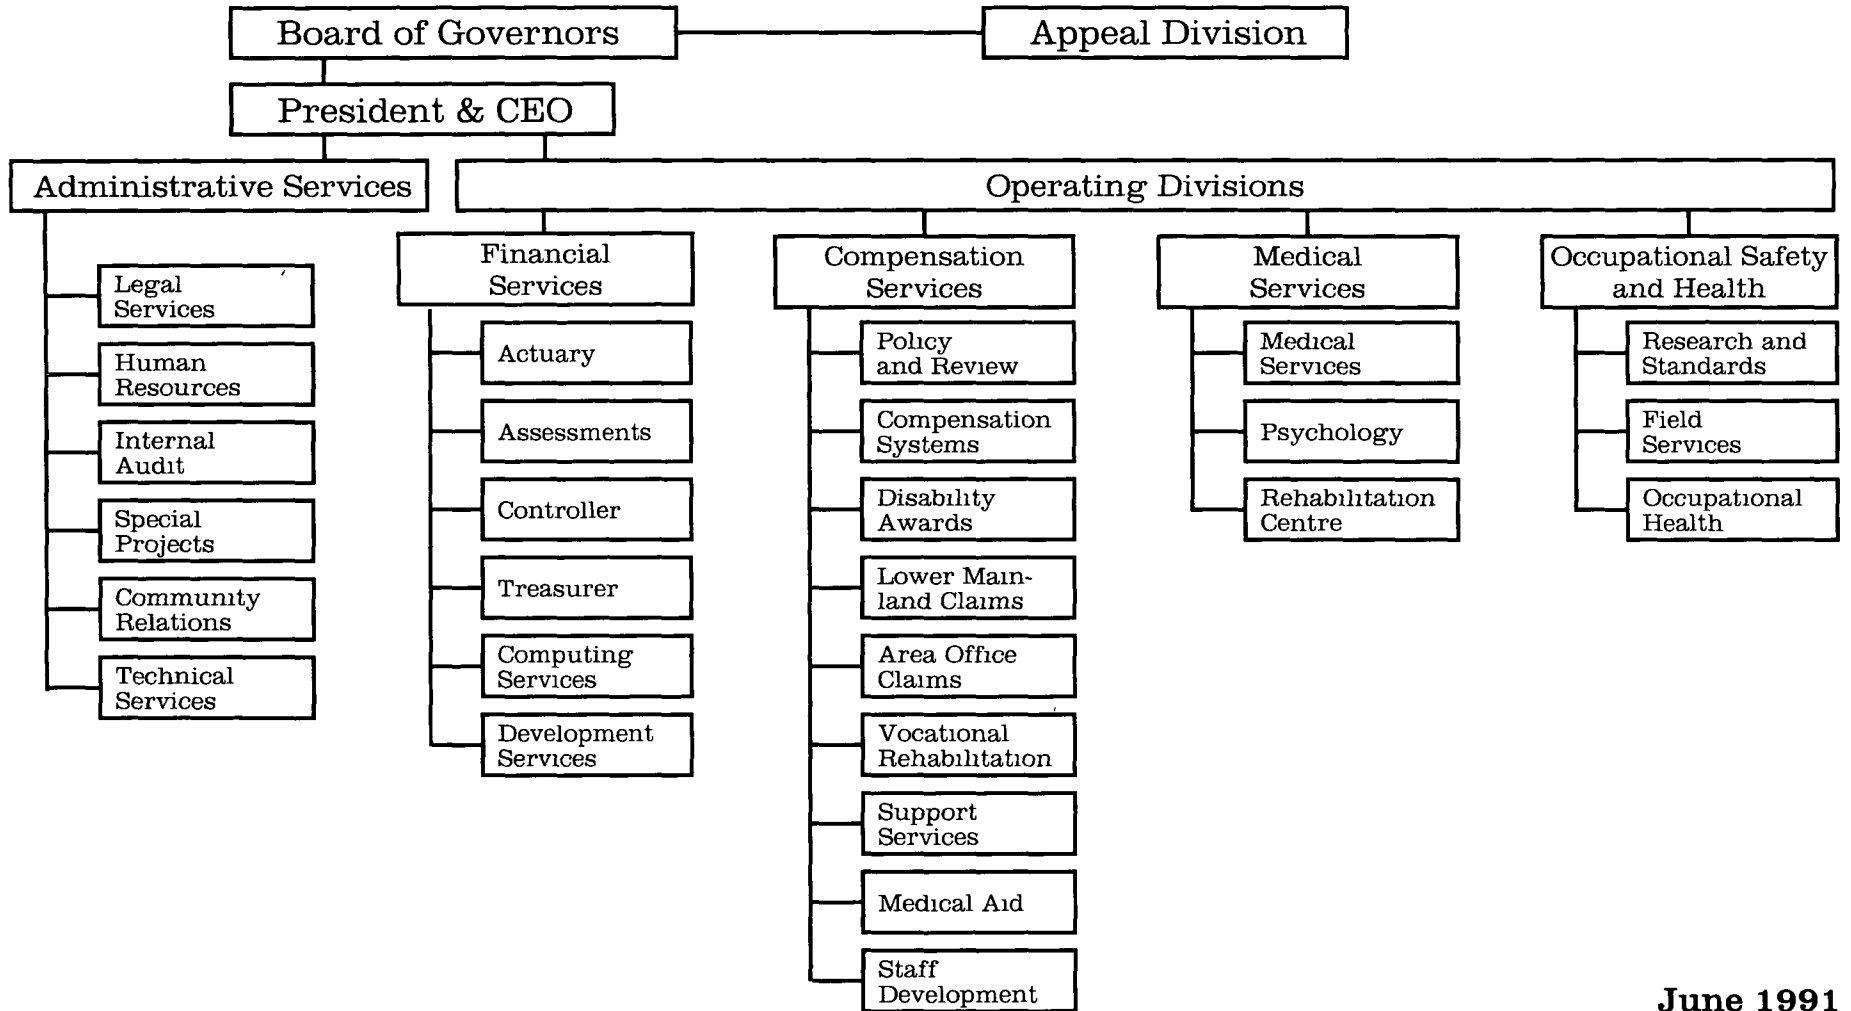 Board of Governors
Appeal Division
President & CEO
Administrative Services
Operating Divisions
Legal
Services
Human
Resources
Internal
Audit
Special
Projects
Community
Relations
Technical
Services
Financial
Services
Actuary
Assessments
Controller
Treasurer
Computing
Services
Development
Services
Compensation
Services
Policy
and Review
Compensation
Systems
Disability
Awards
Lower Main-
land Claims
Area Office
Claims
Vocational
Rehabilitation
Support
Services
Medical Aid
Staff
Development
Medical
Services
Medical
Services
Psychology
Rehabilitation
Centre
Occupational Safety
and Health
Research and
Standards
Field
Services
Occupational
Health
June 1991